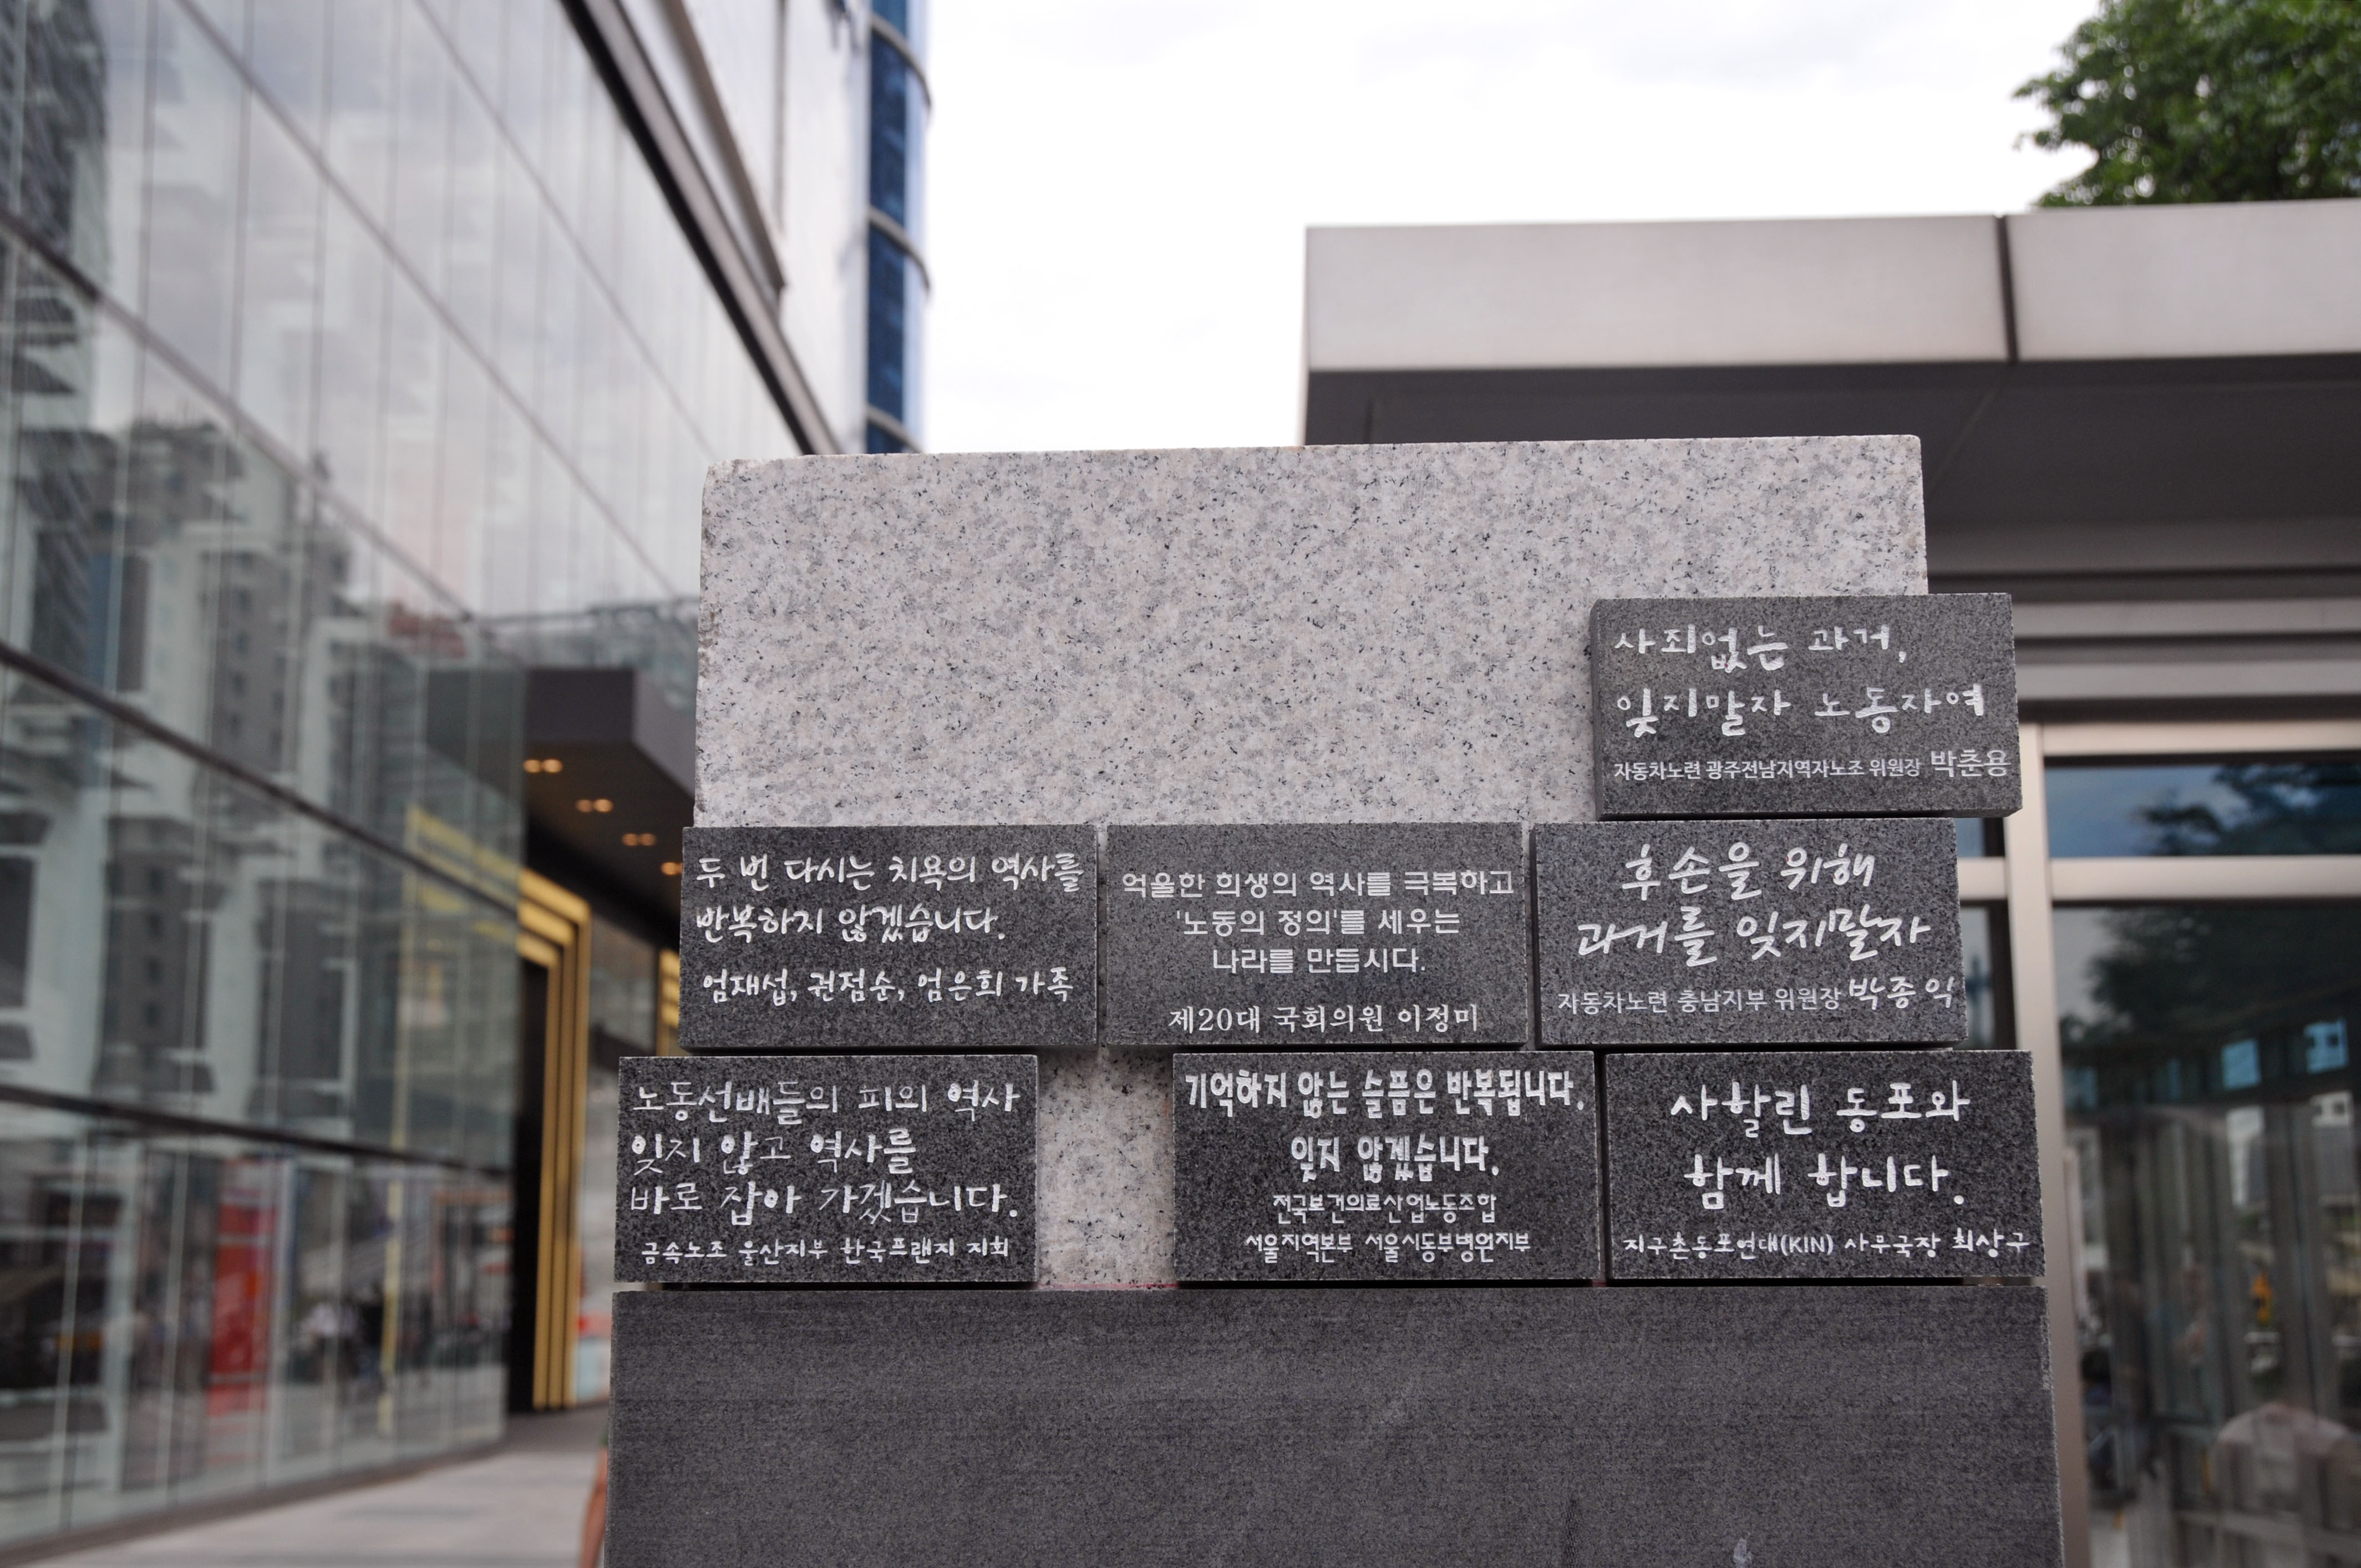 사죄없는 과거,
잊지말자 노동자여
자동차노련 광주전남지역자노조 위원장 박춘용
두 번 다시는 치욕의 역사를
반복하지 않겠습니다.
엄재섭, 권점순, 엄은희 가족
억울한 희생의 역사를 극복하고
'노동의 정의'를 세우는
나라를 만듭시다.
제20대 국회의원 이정미
후손을 위해
과거를 잊지말자
자동차노련 충남지부 위원장 박종익
노동선배들의 피의 역사
잊지 않고 역사를
바로 잡아 가겠습니다.
금속노조 울산지부 한국프랜지 지회
기억하지 않는 슬픔은 반복됩니다.
잊지 않겠습니다.
전국보건의료산업노동조합
서울지역본부 서울시동부병원지부
사할린 동포와
함께 합니다.
지구촌동포연대(KIN) 사무국장 최상구